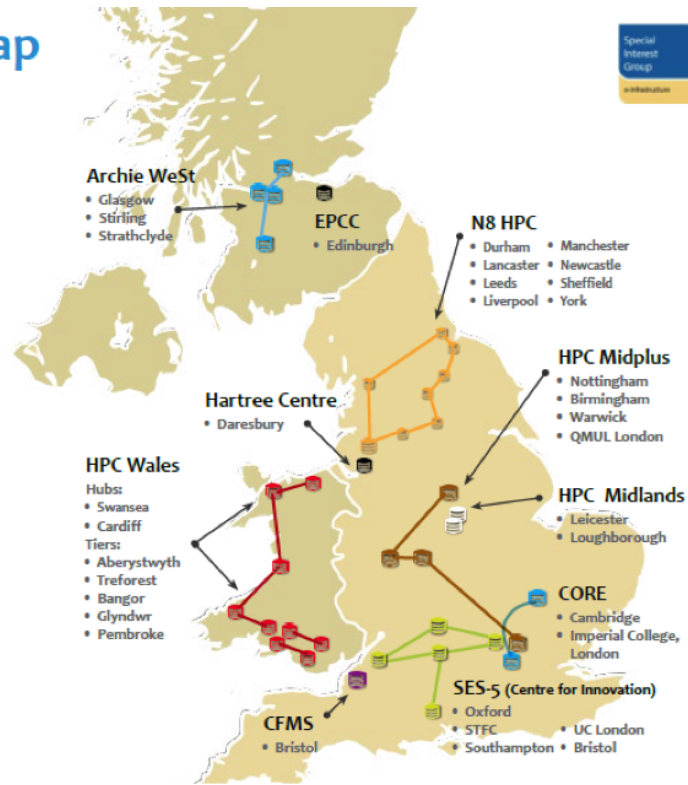 ap
Special
Interest
Group
e-infrastructure
Archie WeSt
• Glasgow
• Stirling
• Strathclyde
EPCC
• Edinburgh
N8 HPC
• Durham • Manchester
• Lancaster • Newcastle
• Leeds • Sheffield
• Liverpool • York
HPC Midplus
• Nottingham
• Birmingham
• Warwick
• QMUL London
Hartree Centre
• Daresbury
HPC Wales
Hubs:
• Swansea
• Cardiff
Tiers:
• Aberystwyth
• Treforest
• Bangor
• Glyndwr
• Pembroke
HPC Midlands
• Leicester
• Loughborough
CORE
• Cambridge
• Imperial College,
London
SES-5 (Centre for Innovation)
• Oxford
• STFC • UC London
• Southampton • Bristol
CFMS
• Bristol